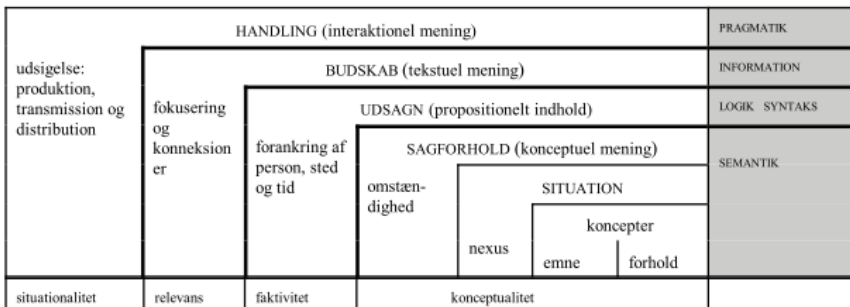 HANDLING (interaktionel mening)
PRAGMATIK
udsigelse:
produktion,
transmission og
distribution
BUDSKAB (tekstuel mening)
INFORMATION
fokusering
og
konneksion
er
UDSAGN (propositionelt indhold)
LOGIK SYNTAKS
forankring af
person, sted
og tid
SAGFORHOLD (konceptuel mening)
SEMANTIK
omstæn-
dighed
SITUATION
nexus
koncepter
emne
forhold
situationalitet
relevans
faktivitet
konceptualitet